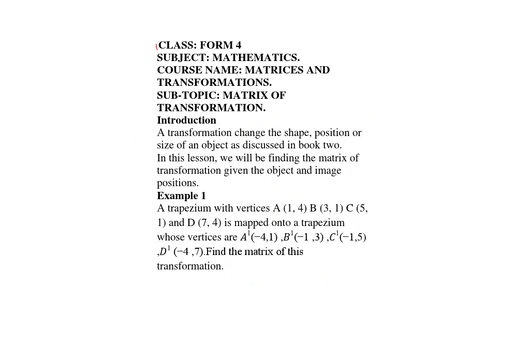 CLASS: FORM 4
SUBJECT: MATHEMATICS.
COURSE NAME: MATRICES AND
TRANSFORMATIONS.
SUB-TOPIC: MATRIX OF
TRANSFORMATION.
Introduction
A transformation change the shape, position or
size of an object as discussed in book two.
In this lesson, we will be finding the matrix of
transformation given the object and image
positions.
Example 1
A trapezium with vertices A (1, 4) B (3, 1) C (5,
1) and D (7, 4) is mapped onto a trapezium
whose vertices are A¹(−4,1) ,B¹(−1 ,3) ,C¹(−1,5)
,D¹ (−4 ,7).Find the matrix of this
transformation.